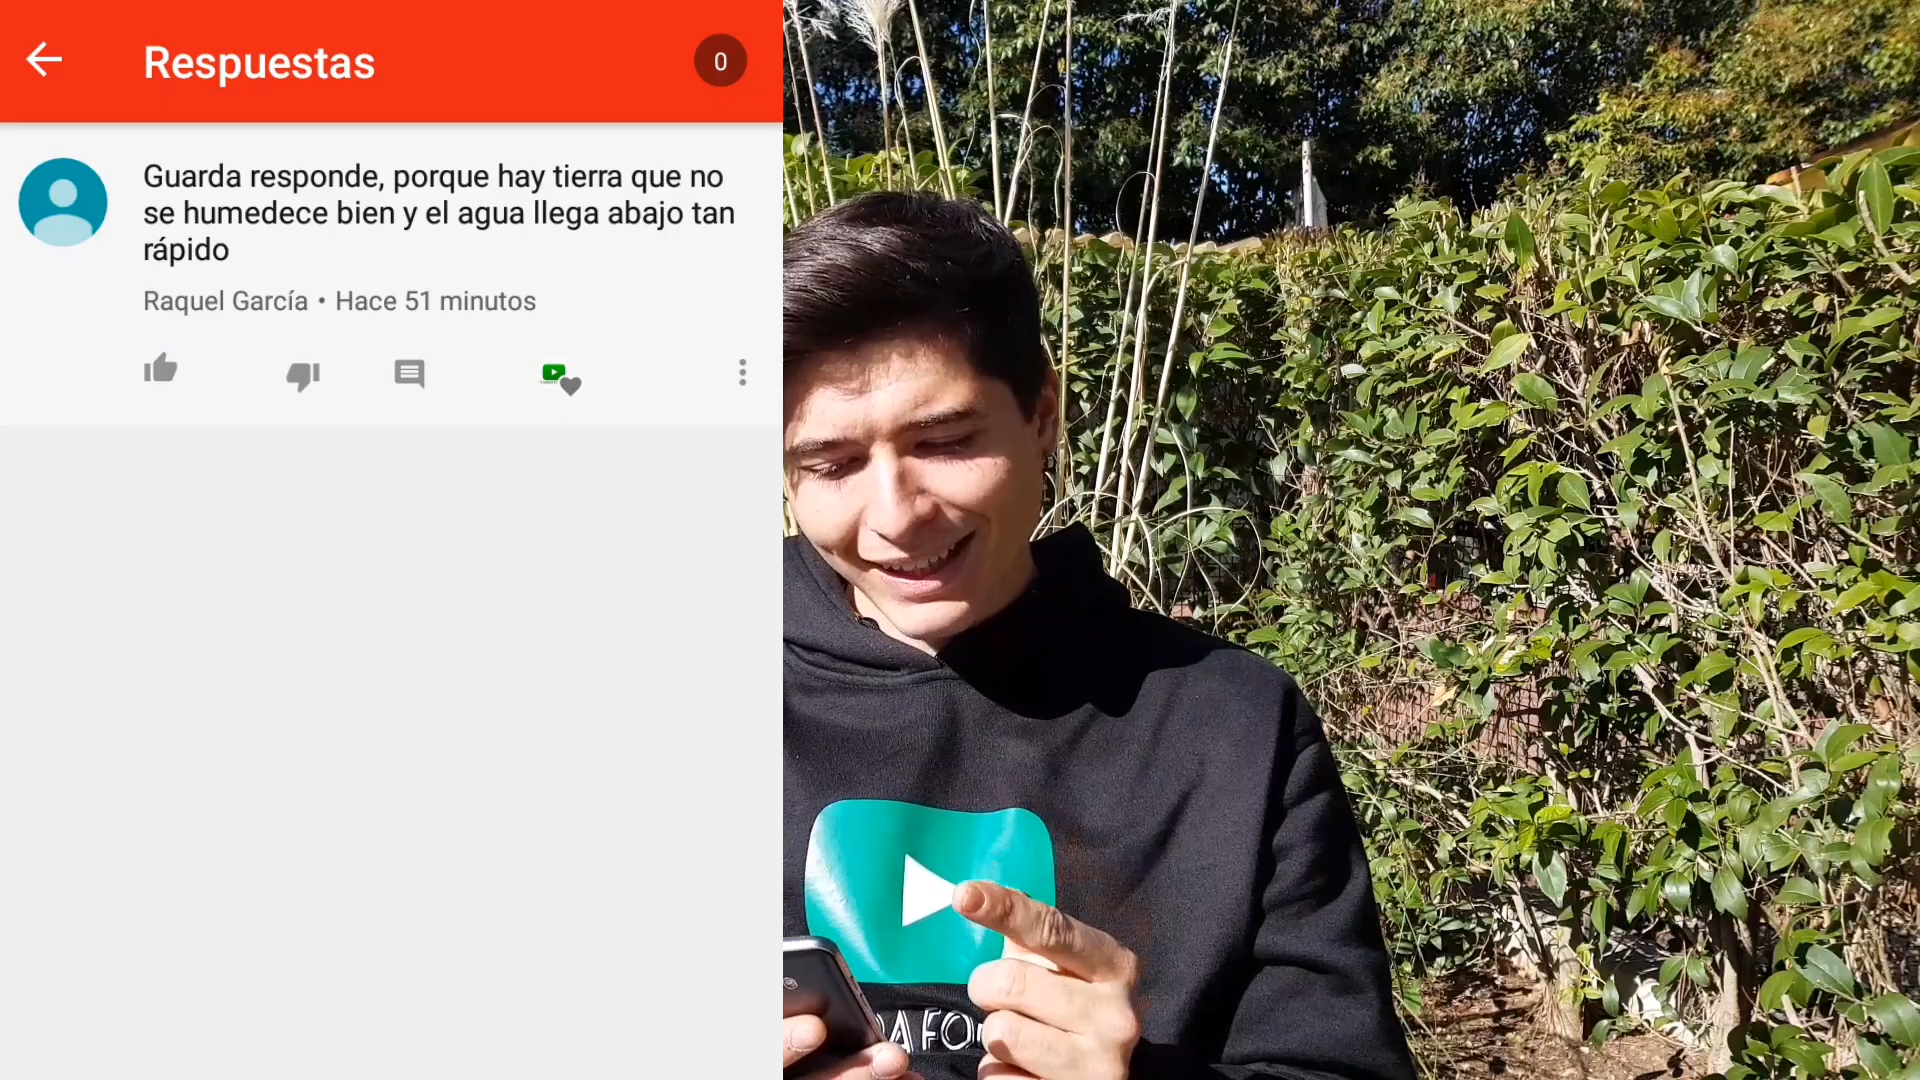 Respuestas
0
Guarda responde, porque hay tierra que no
se humedece bien y el agua llega abajo tan
rápido
Raquel García • Hace 51 minutos